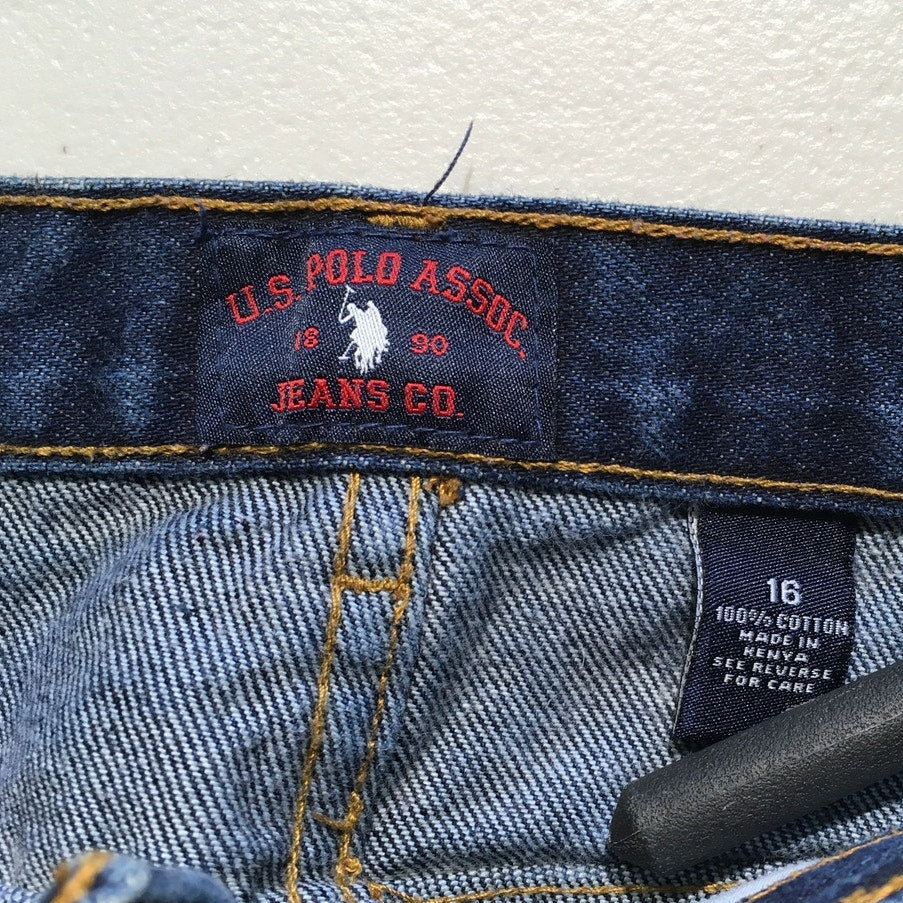 U.S. POLO ASSOC.
18 90
JEANS CO.
16
100% COTTON
MADE IN
KENYA
SEE REVERSE
FOR CARE